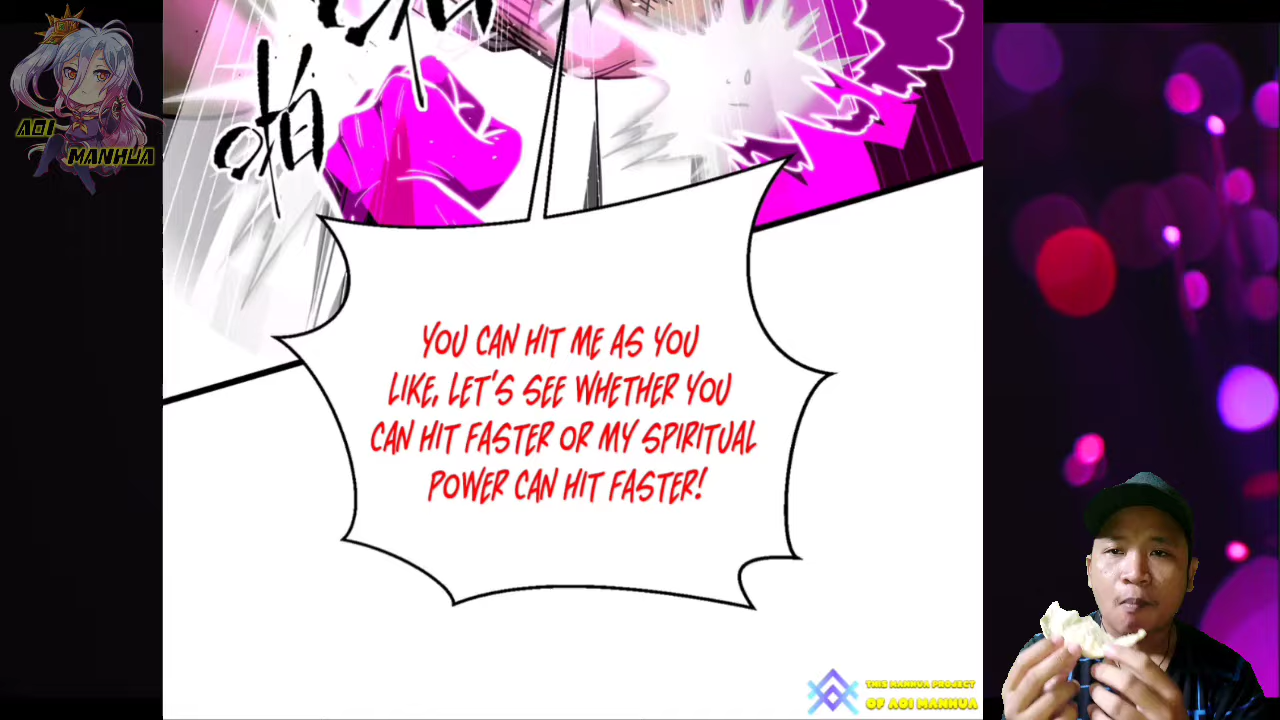 AOI
MANHUA
啪
YOU CAN HIT ME AS YOU
LIKE, LET'S SEE WHETHER YOU
CAN HIT FASTER OR MY SPIRITUAL
POWER CAN HIT FASTER!
THIS MANHUA PROJECT
OF AOI MANHUA